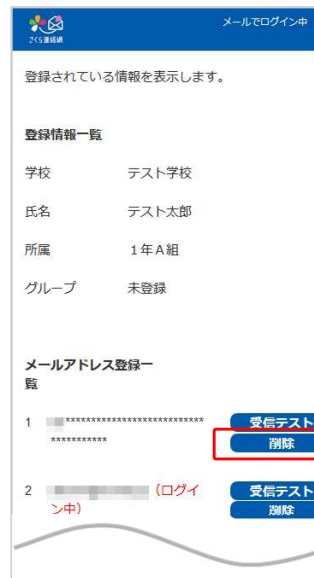 さくら連絡網
メールでログイン中
登録されている情報を表示します。
登録情報一覧
学校 テスト学校
氏名 テスト太郎
所属 1年A組
グループ 未登録
メールアドレス登録一
覧
1 *************************** 受信テスト
*********** 削除
2 (ログイ 受信テスト
ン中) 削除